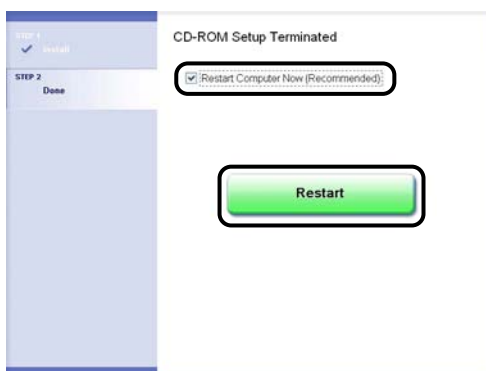 STEP 1
Install
STEP 2
Done
CD-ROM Setup Terminated
Restart Computer Now (Recommended)
Restart